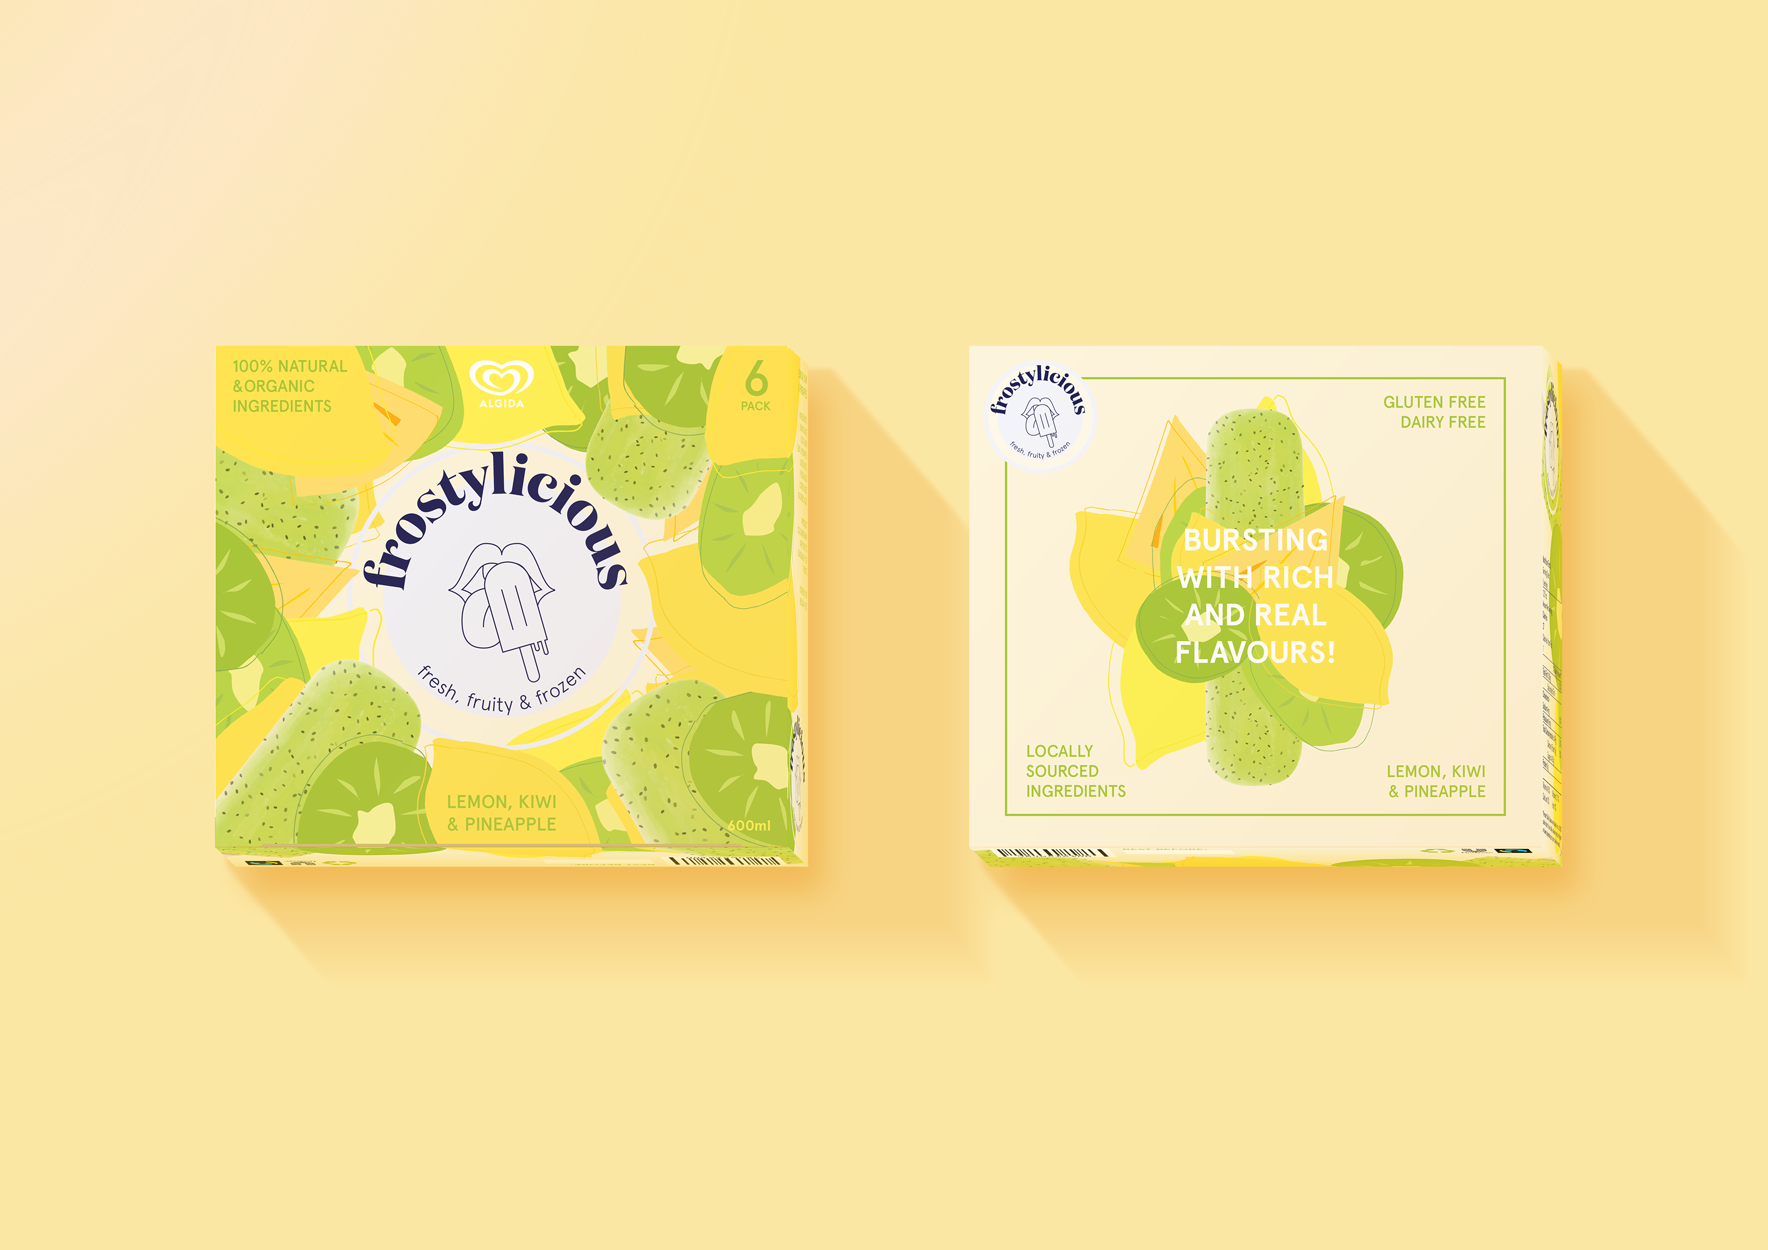 100% NATURAL
&ORGANIC
INGREDIENTS
ALGIDA
6
PACK
frostylicious
fresh, fruity & frozen
LEMON, KIWI
& PINEAPPLE
600ml
frostylicious
fresh, fruity & frozen
GLUTEN FREE
DAIRY FREE
BURSTING
WITH RICH
AND REAL
FLAVOURS!
LOCALLY
SOURCED
INGREDIENTS
LEMON, KIWI
& PINEAPPLE